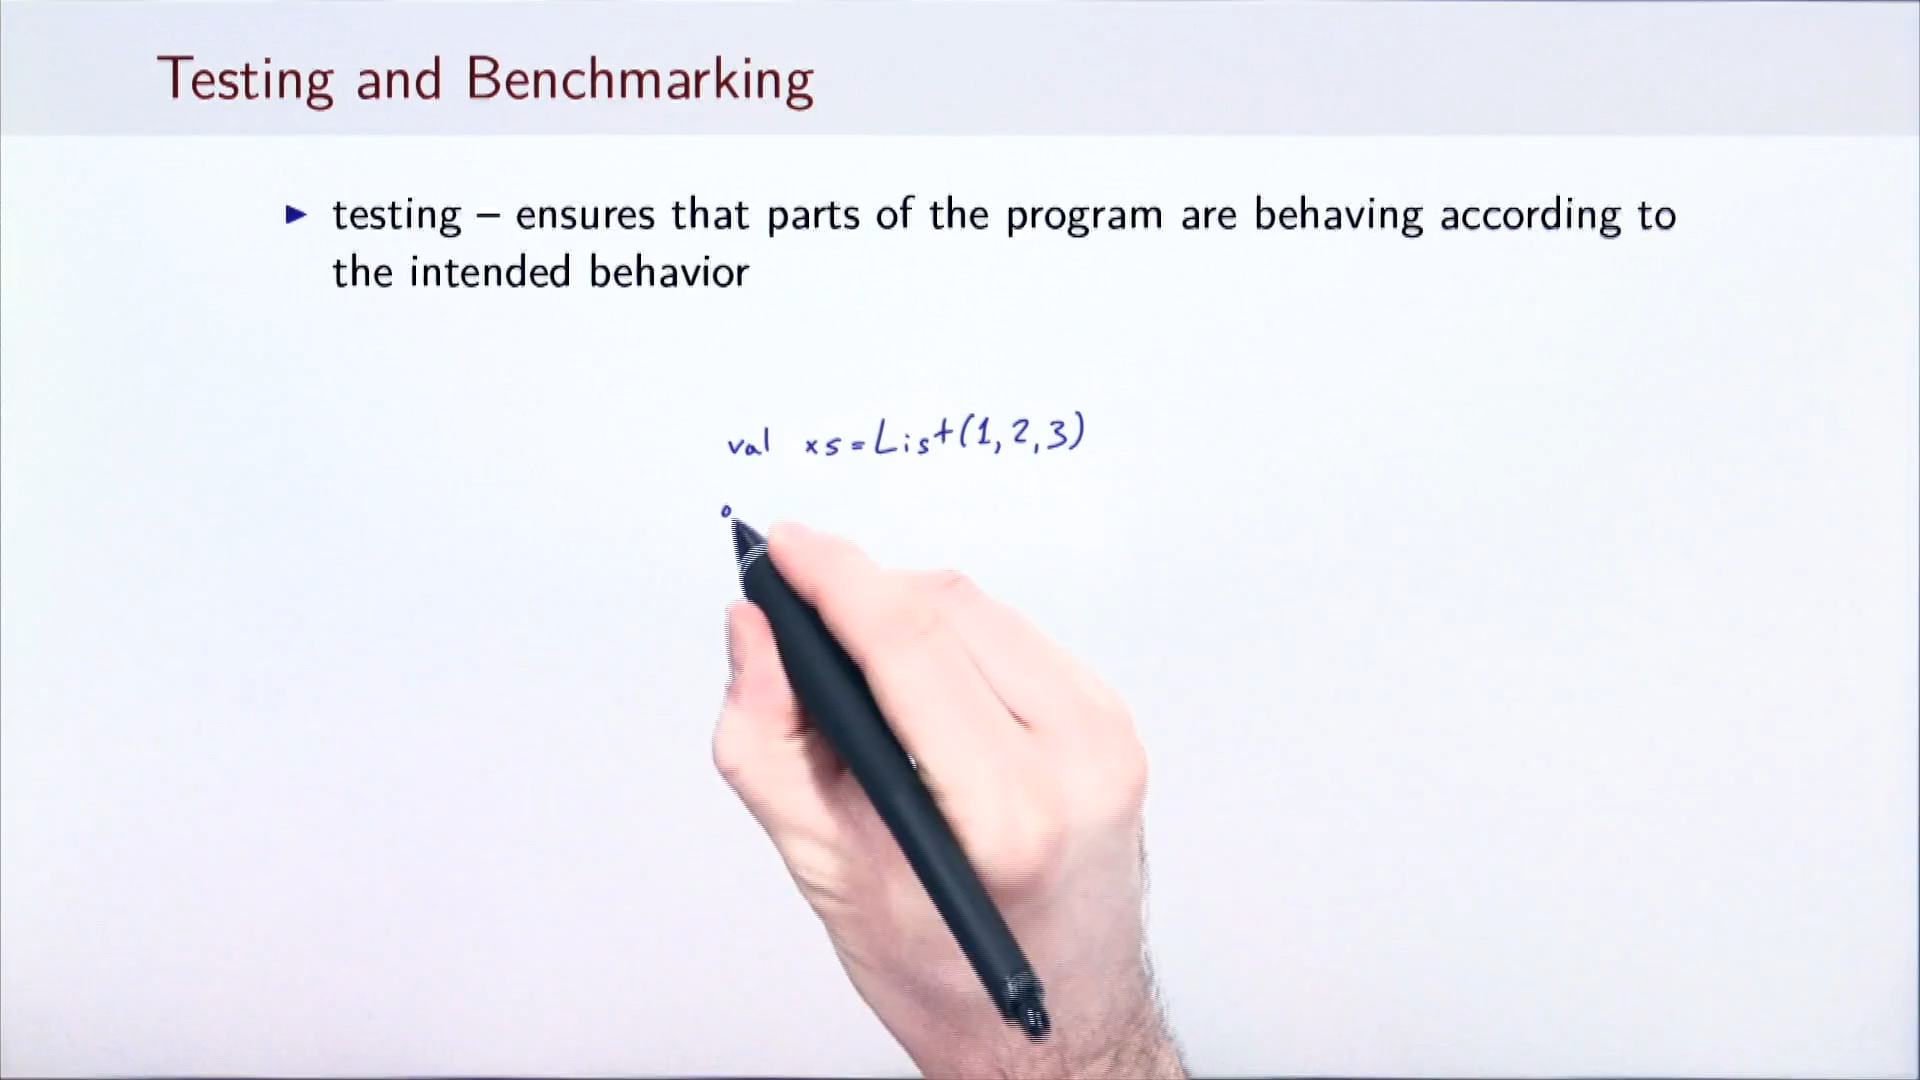 Testing and Benchmarking
▶ testing – ensures that parts of the program are behaving according to
the intended behavior
val xs = List(1, 2, 3)